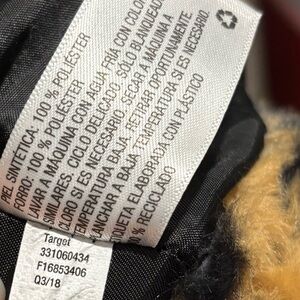 PIEL SINTÉTICA: 100 % POLIÉSTER
FORRO: 100 % POLIÉSTER
LAVAR A MÁQUINA CON AGUA FRÍA CON COLORES
SIMILARES, CICLO DELICADO. SÓLO BLANQUEADOR
CLORO SI ES NECESARIO. SECAR A MÁQUINA A
TEMPERATURA BAJA. RETIRAR OPORTUNAMENTE.
PLANCHAR A BAJA TEMPERATURA SI ES NECESARIO.
ETIQUETA ELABORADA CON PLÁSTICO
100 % RECICLADO
Target
331060434
F16853406
Q3/18